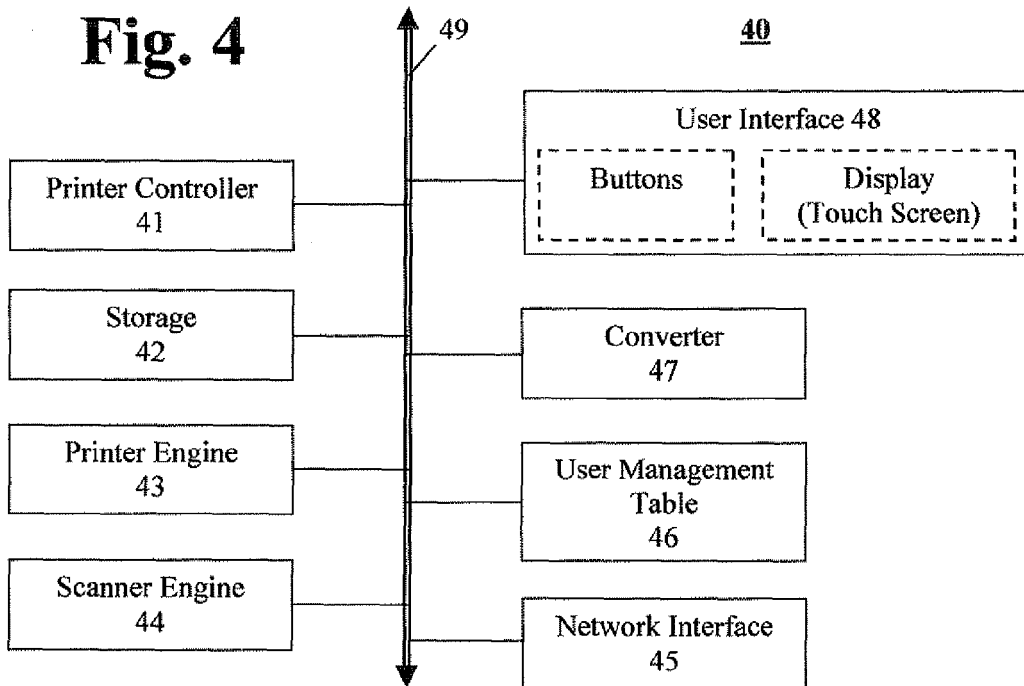 Fig. 4
49
40
User Interface 48
Buttons
Display
(Touch Screen)
Printer Controller
41
Storage
42
Converter
47
Printer Engine
43
User Management
Table
46
Scanner Engine
44
Network Interface
45